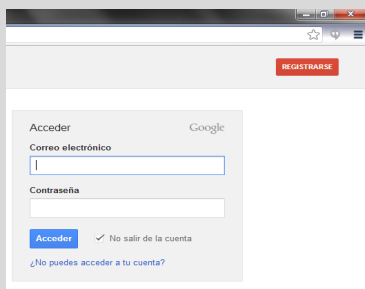 REGISTRARSE
Acceder Google
Correo electrónico
Contraseña
Acceder No salir de la cuenta
¿No puedes acceder a tu cuenta?